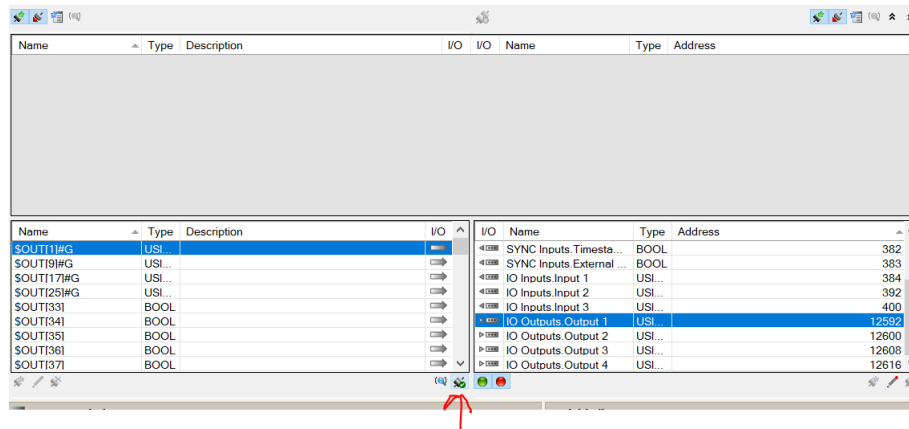 Name Type Description I/O I/O Name Type Address
Name Type Description I/O I/O Name Type Address
$OUT[1]#G USI... SYNC Inputs.Timesta... BOOL 382
$OUT[9]#G USI... SYNC Inputs.External ... BOOL 383
$OUT[17]#G USI... IO Inputs.Input 1 USI... 384
$OUT[25]#G USI... IO Inputs.Input 2 USI... 392
$OUT[33] BOOL IO Inputs.Input 3 USI... 400
$OUT[34] BOOL IO Outputs.Output 1 USI... 12592
$OUT[35] BOOL IO Outputs.Output 2 USI... 12600
$OUT[36] BOOL IO Outputs.Output 3 USI... 12608
$OUT[37] BOOL IO Outputs.Output 4 USI... 12616